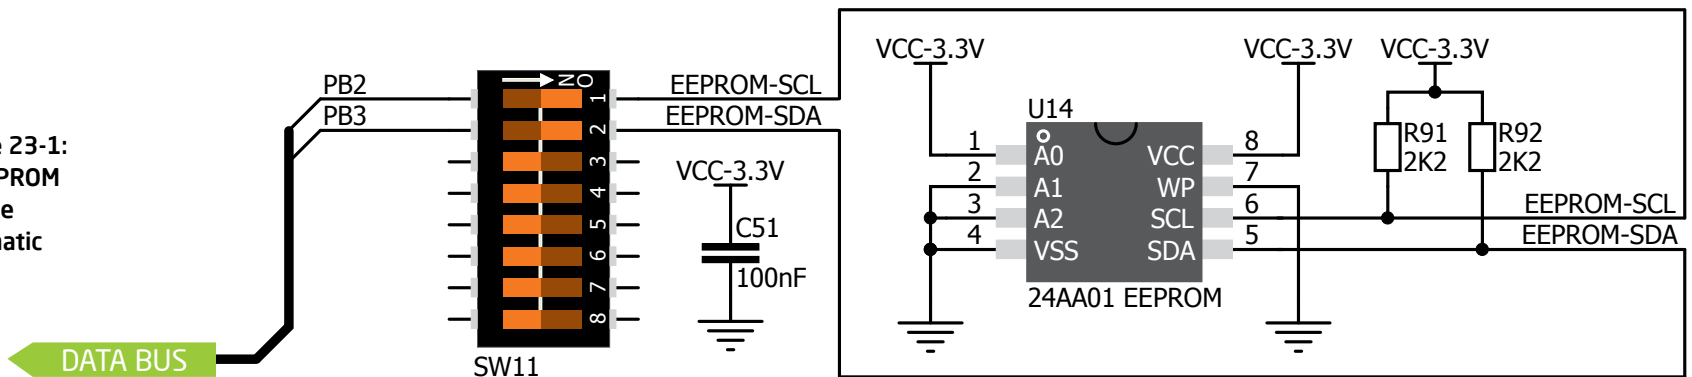 e 23-1:
PROM
e
natic
PB2
PB3
DATA BUS
ON
1
2
3
4
5
6
7
8
SW11
EEPROM-SCL
EEPROM-SDA
VCC-3.3V
C51
100nF
VCC-3.3V
VCC-3.3V
VCC-3.3V
U14
1
2
3
4
A0
A1
A2
VSS
VCC
WP
SCL
SDA
8
7
6
5
24AA01 EEPROM
R91
2K2
R92
2K2
EEPROM-SCL
EEPROM-SDA